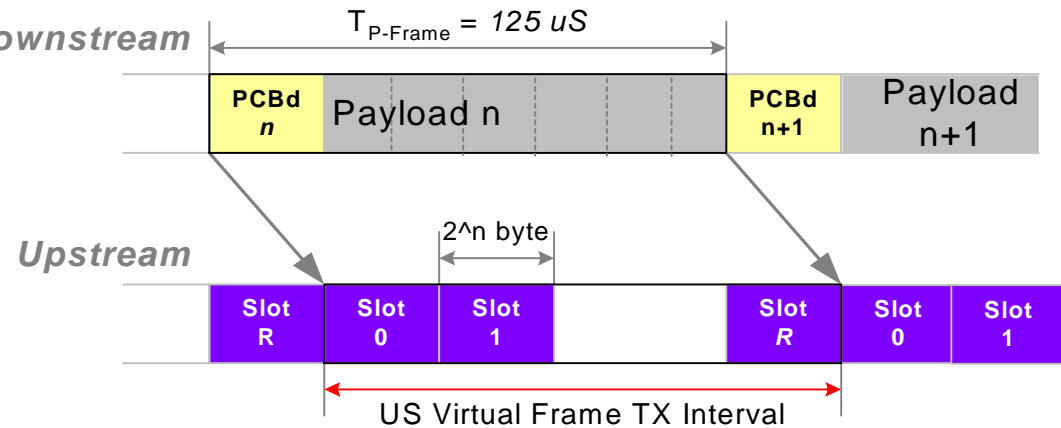 T P-Frame = 125 uS
ownstream
PCBd
n
Payload n
PCBd
n+1
Payload
n+1
2^n byte
Upstream
Slot
R
Slot
0
Slot
1
Slot
R
Slot
0
Slot
1
US Virtual Frame TX Interval